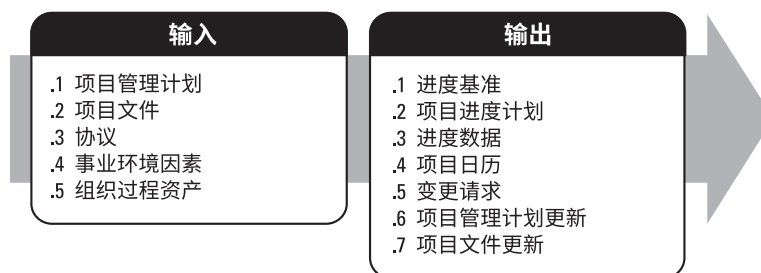 输入
.1 项目管理计划
.2 项目文件
.3 协议
.4 事业环境因素
.5 组织过程资产
输出
.1 进度基准
.2 项目进度计划
.3 进度数据
.4 项目日历
.5 变更请求
.6 项目管理计划更新
.7 项目文件更新